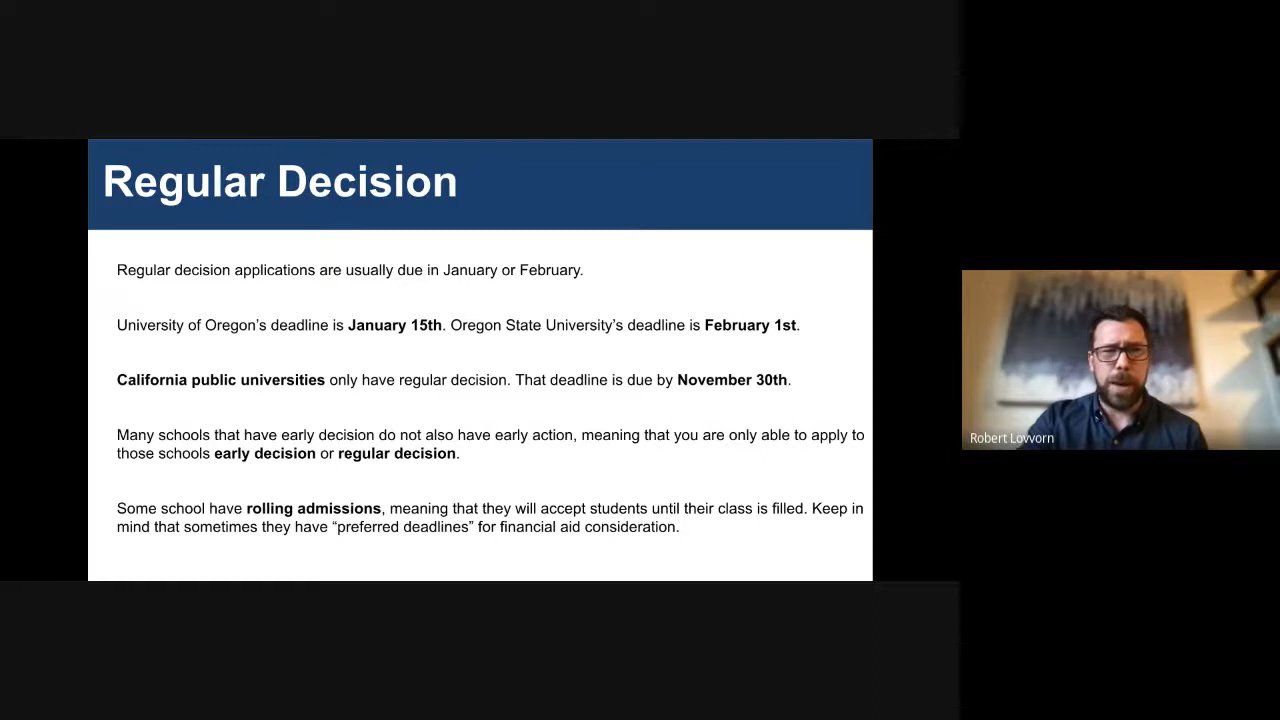 Regular Decision
Regular decision applications are usually due in January or February.
University of Oregon’s deadline is January 15th. Oregon State University’s deadline is February 1st.
California public universities only have regular decision. That deadline is due by November 30th.
Many schools that have early decision do not also have early action, meaning that you are only able to apply to
those schools early decision or regular decision.
Some school have rolling admissions, meaning that they will accept students until their class is filled. Keep in
mind that sometimes they have “preferred deadlines” for financial aid consideration.
Robert Lovvorn